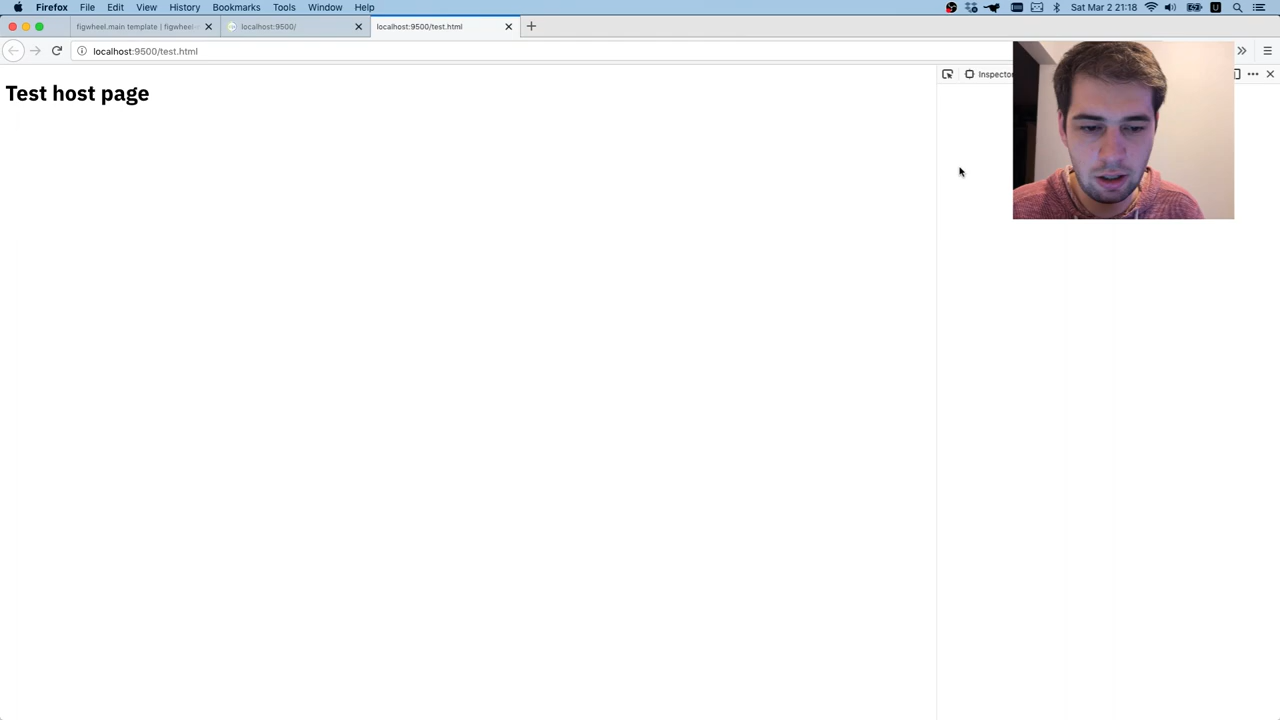 Firefox File Edit View History Bookmarks Tools Window Help Sat Mar 2 21:18
figwheel.main template | figwheel- localhost:9500/ localhost:9500/test.html
localhost:9500/test.html
Test host page
Inspector